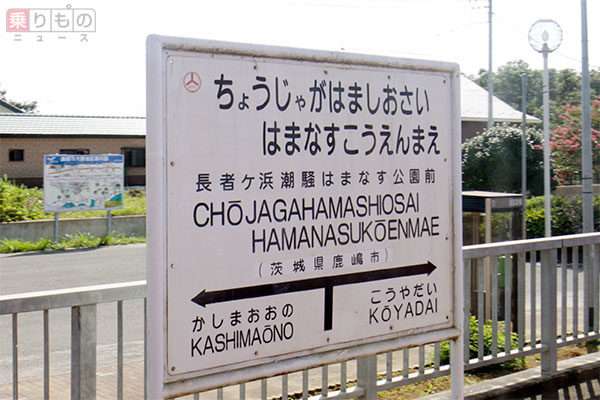 乗りもの
ニュース
ちょうじゃがはましおさい
はまなすこうえんまえ
長者ヶ浜潮騒はまなす公園前
CHŌJAGAHAMASHIOSAI
HAMANASUKŌENMAE
(茨城県鹿嶋市)
かしまおおの
KASHIMAŌNO
こうやだい
KŌYADAI